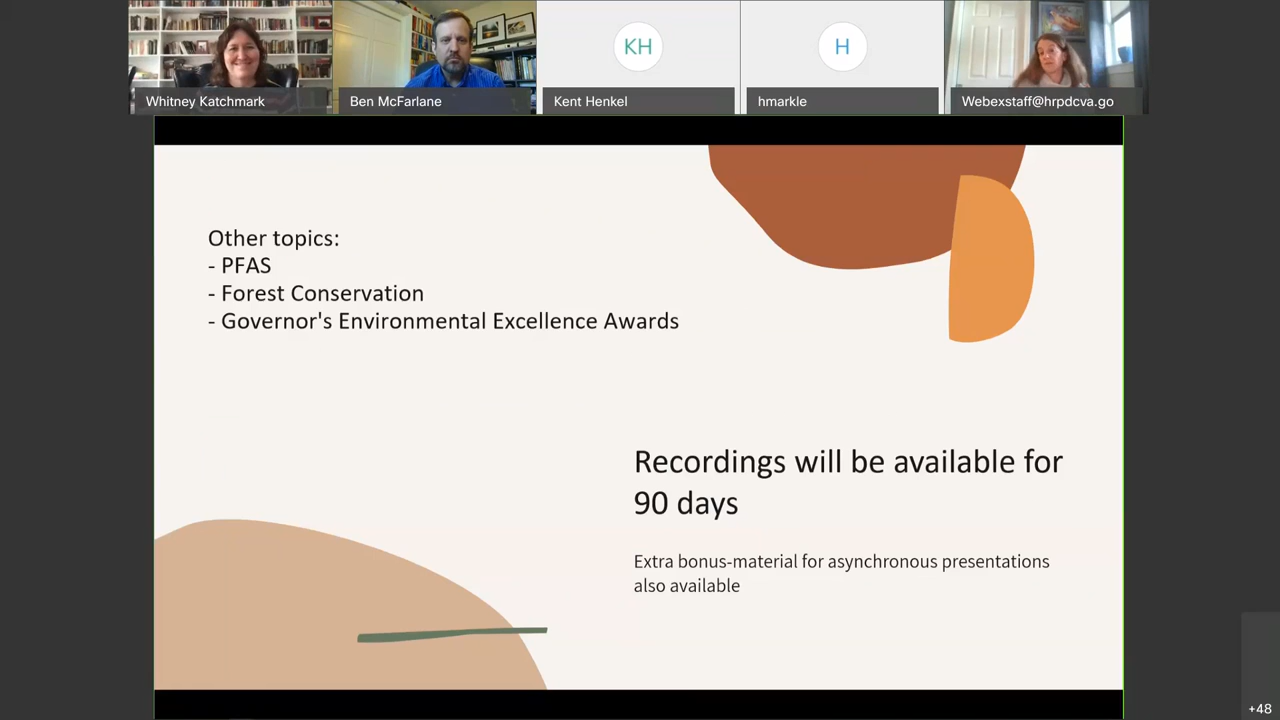 KH
H
Whitney Katchmark
Ben McFarlane
Kent Henkel
hmarkle
Webexstaff@hrpdcva.go
Other topics:
- PFAS
- Forest Conservation
- Governor's Environmental Excellence Awards
Recordings will be available for
90 days
Extra bonus-material for asynchronous presentations
also available
+48